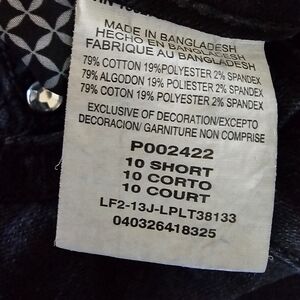 MADE IN BANGLADESH
HECHO EN BANGLADESH
FABRIQUE AU BANGLADESH
79% COTTON 19%POLYESTER 2% SPANDEX
79% ALGODON 19% POLIESTER 2% SPANDEX
79% COTON 19% POLYESTER 2% SPANDEX
EXCLUSIVE OF DECORATION/EXCEPTO
DECORACION/ GARNITURE NON COMPRISE
P002422
10 SHORT
10 CORTO
10 COURT
LF2-13J-LPLT38133
040326418325